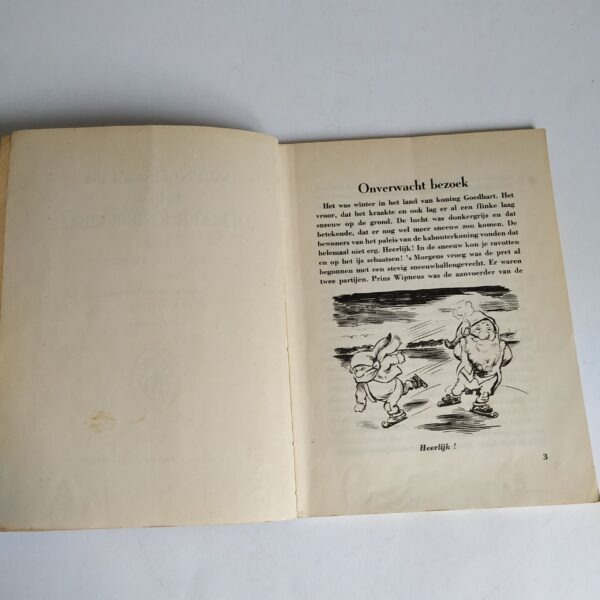 Onverwacht bezoek
Het was winter in het land van koning Goedhart. Het
vroor, dat het kraakte en ook lag er al een flinke laag
sneeuw op de grond. De lucht was donkergrijs en dat
betekende, dat er nog wel meer sneeuw zou komen. De
bewoners van het paleis van de kabouterkoning vonden dat
helemaal niet erg. Heerlijk! In de sneeuw kon je ravotten
en op het ijs schaatsen! 's Morgens vroeg was de pret al
begonnen met een stevig sneeuwballengevecht. Er waren
twee partijen. Prins Wipneus was de aanvoerder van de
Heerlijk !
3